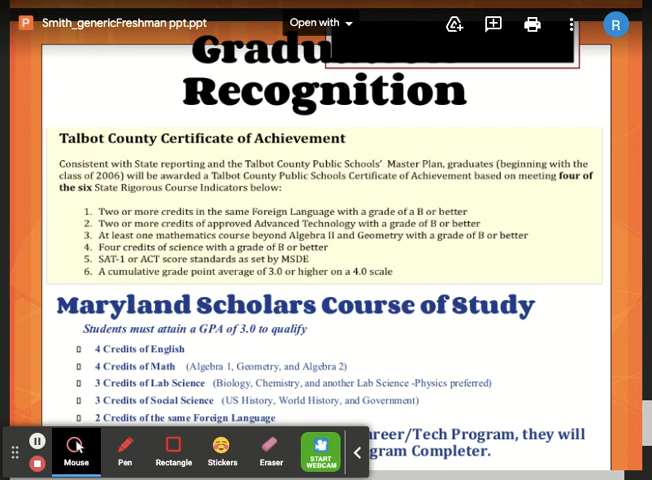 P Smith_genericFreshman ppt.ppt Open with R
Recognition
Talbot County Certificate of Achievement
Consistent with State reporting and the Talbot County Public Schools' Master Plan, graduates (beginning with the
class of 2006) will be awarded a Talbot County Public Schools Certificate of Achievement based on meeting four of
the six State Rigorous Course Indicators below:
1. Two or more credits in the same Foreign Language with a grade of a B or better
2. Two or more credits of approved Advanced Technology with a grade of B or better
3. At least one mathematics course beyond Algebra II and Geometry with a grade of B or better
4. Four credits of science with a grade of B or better
5. SAT-1 or ACT score standards as set by MSDE
6. A cumulative grade point average of 3.0 or higher on a 4.0 scale
Maryland Scholars Course of Study
Students must attain a GPA of 3.0 to qualify
4 Credits of English
4 Credits of Math (Algebra 1, Geometry, and Algebra 2)
3 Credits of Lab Science (Biology, Chemistry, and another Lab Science -Physics preferred)
3 Credits of Social Science (US History, World History, and Government)
2 Credits of the same Foreign Language
areer/Tech Program, they will
gram Completer.
Mouse Pen Rectangle Stickers Eraser START
WEBCAM